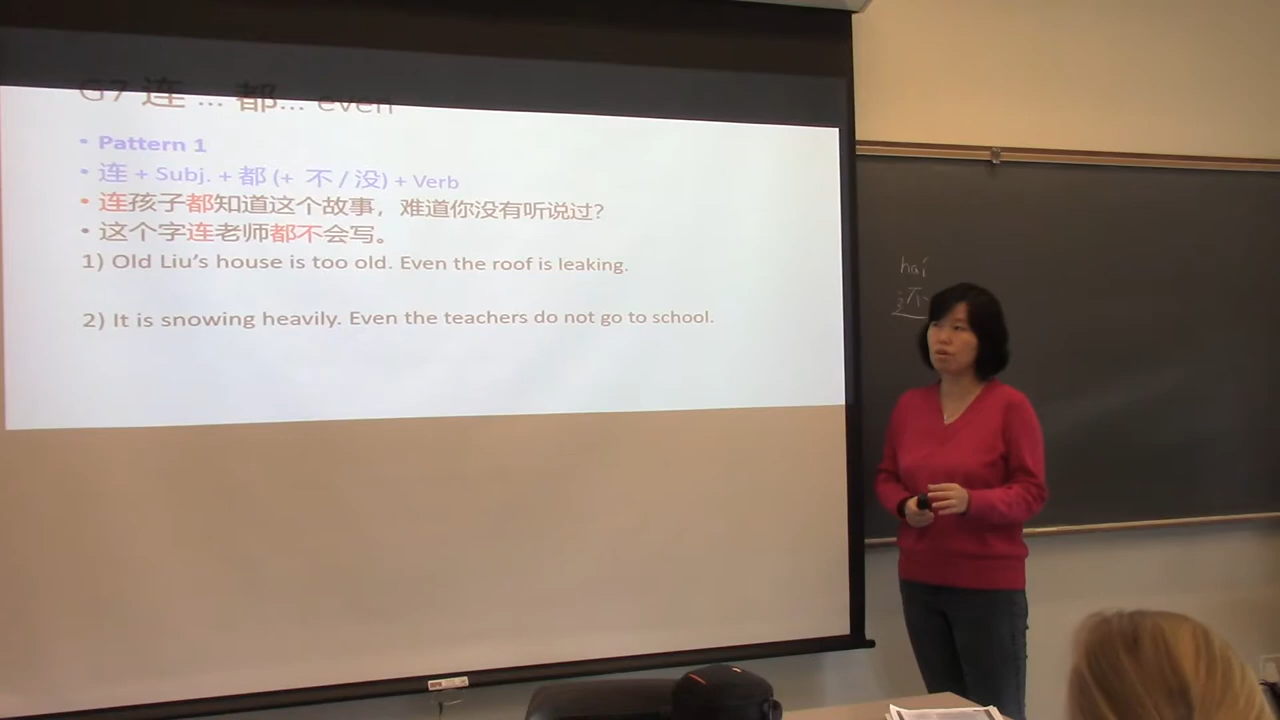 G7 连 ... 都... even
• Pattern 1
• 连 + Subj. + 都 (+ 不 / 没) + Verb
• 连孩子都知道这个故事，难道你没有听说过?
• 这个字连老师都不会写。
1) Old Liu's house is too old. Even the roof is leaking.
2) It is snowing heavily. Even the teachers do not go to school.
hái
还